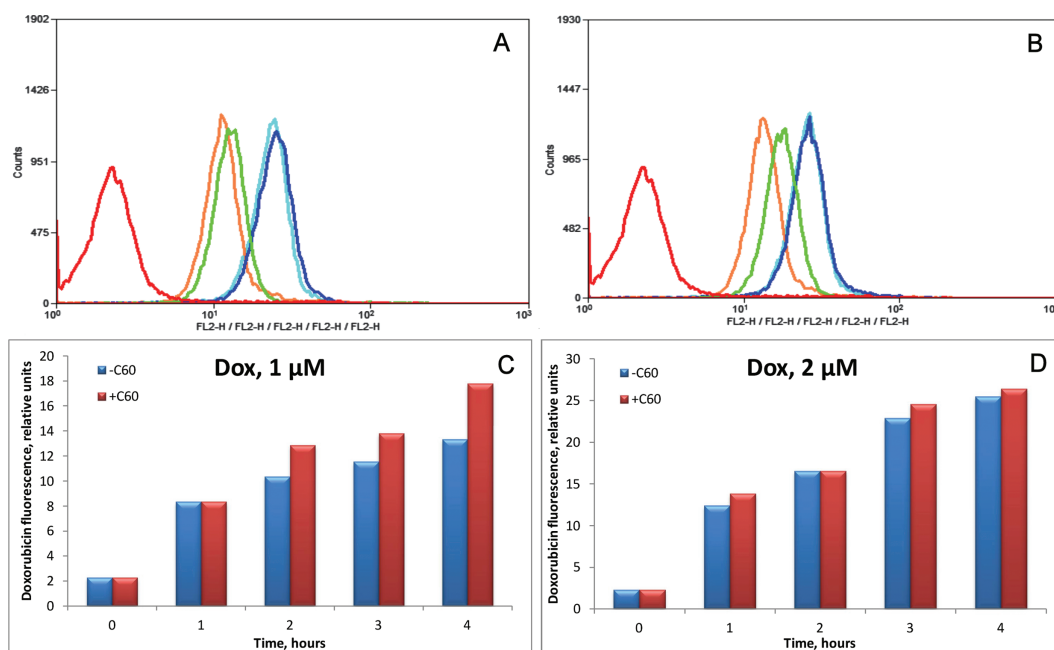 A
1902
1426
951
475
0
Counts
10⁰
10¹
10²
10³
FL2-H / FL2-H / FL2-H / FL2-H / FL2-H
B
1930
1447
965
482
0
Counts
10⁰
10¹
10²
10
FL2-H / FL2-H / FL2-H / FL2-H / FL2-H
Dox, 1 μM
C
-C60
+C60
20
18
16
14
12
10
8
6
4
2
0
Doxorubicin fluorescence, relative units
0 1 2 3 4
Time, hours
Dox, 2 μM
D
-C60
+C60
30
25
20
15
10
5
0
Doxorubicin fluorescence, relative units
0 1 2 3 4
Time, hours